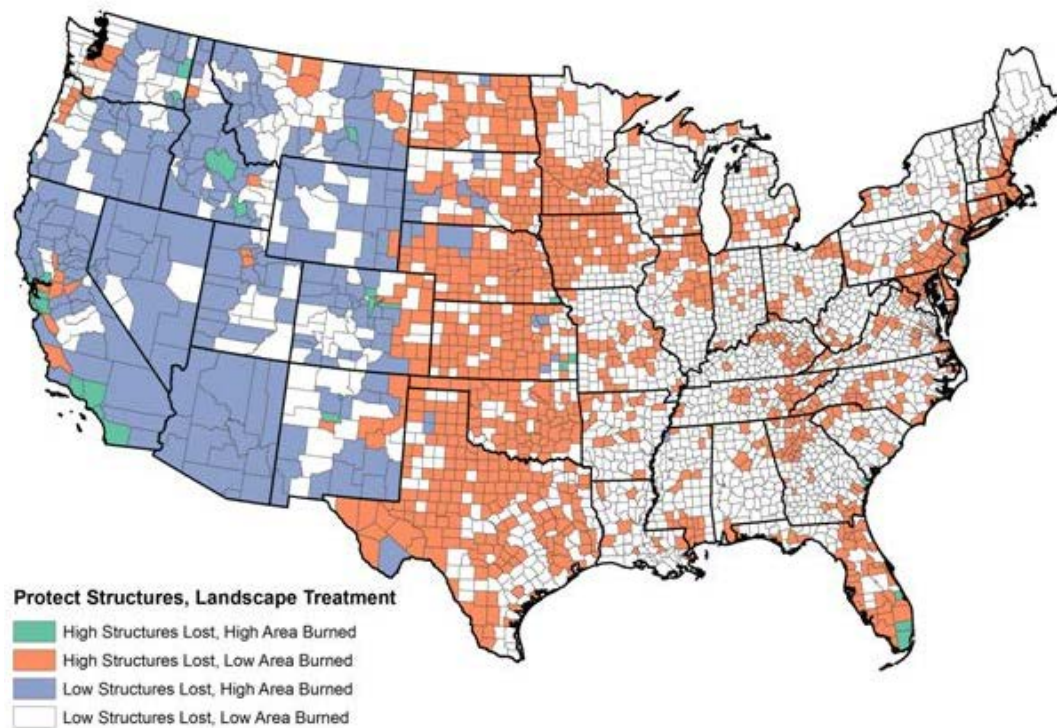 Protect Structures, Landscape Treatment
High Structures Lost, High Area Burned
High Structures Lost, Low Area Burned
Low Structures Lost, High Area Burned
Low Structures Lost, Low Area Burned